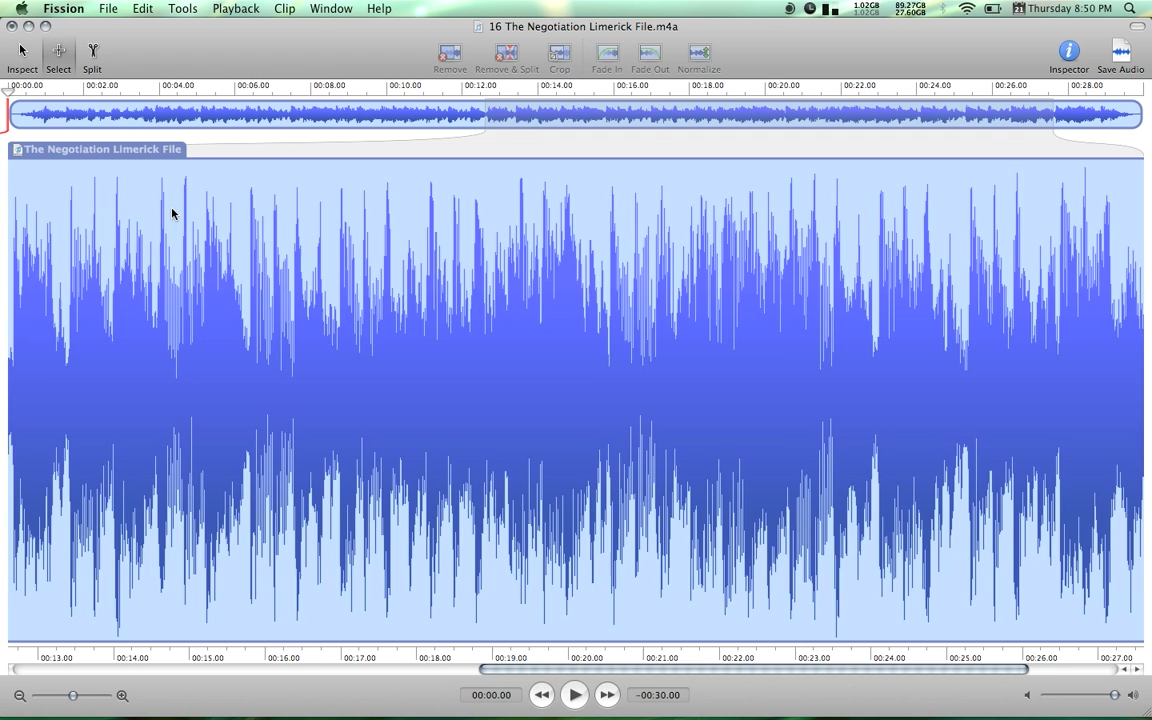 Fission File Edit Tools Playback Clip Window Help 1.02GB 1.02GB 89.27GB 27.60GB 21 Thursday 8:50 PM
16 The Negotiation Limerick File.m4a
Inspect Select Split Remove Remove & Split Crop Fade In Fade Out Normalize Inspector Save Audio
00:00.00 00:02.00 00:04.00 00:06.00 00:08.00 00:10.00 00:12.00 00:14.00 00:16.00 00:18.00 00:20.00 00:22.00 00:24.00 00:26.00 00:28.00
The Negotiation Limerick File
00:13.00 00:14.00 00:15.00 00:16.00 00:17.00 00:18.00 00:19.00 00:20.00 00:21.00 00:22.00 00:23.00 00:24.00 00:25.00 00:26.00 00:27.00
00:00.00 -00:30.00